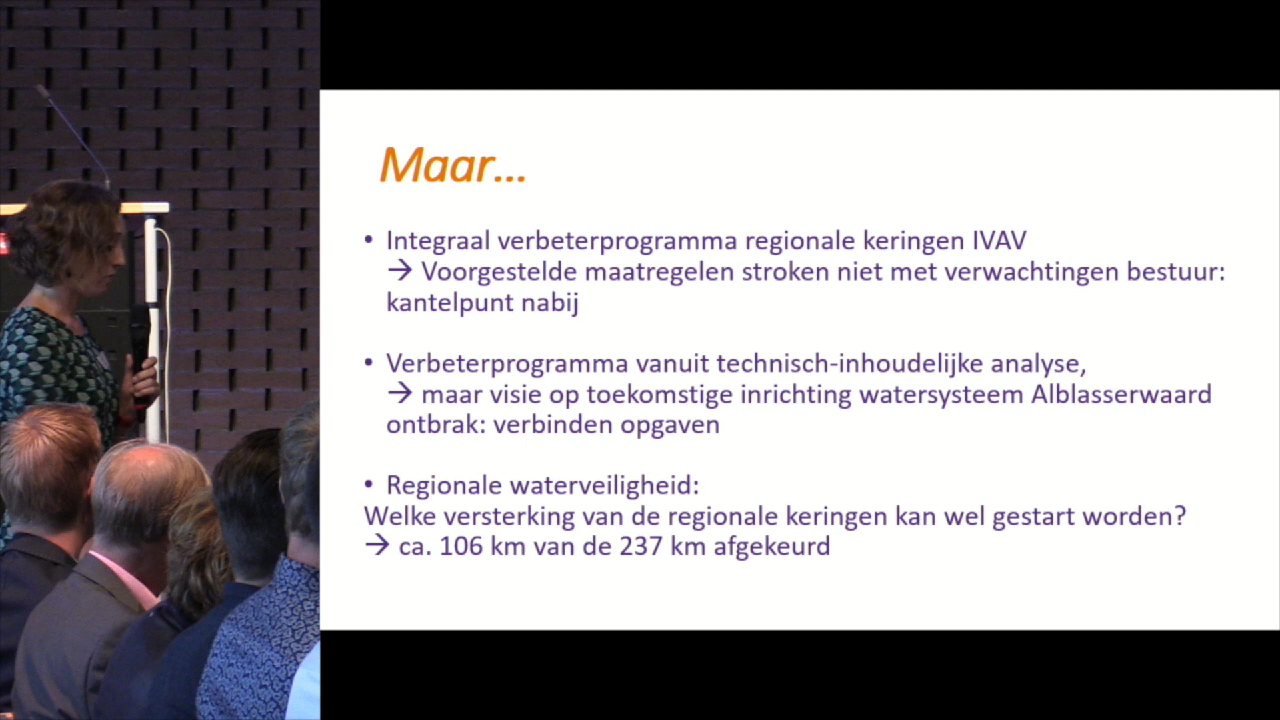 Maar...
• Integraal verbeterprogramma regionale keringen IVAV
→ Voorgestelde maatregelen stroken niet met verwachtingen bestuur:
kantelpunt nabij
• Verbeterprogramma vanuit technisch-inhoudelijke analyse,
→ maar visie op toekomstige inrichting watersysteem Alblasserwaard
ontbrak: verbinden opgaven
• Regionale waterveiligheid:
Welke versterking van de regionale keringen kan wel gestart worden?
→ ca. 106 km van de 237 km afgekeurd